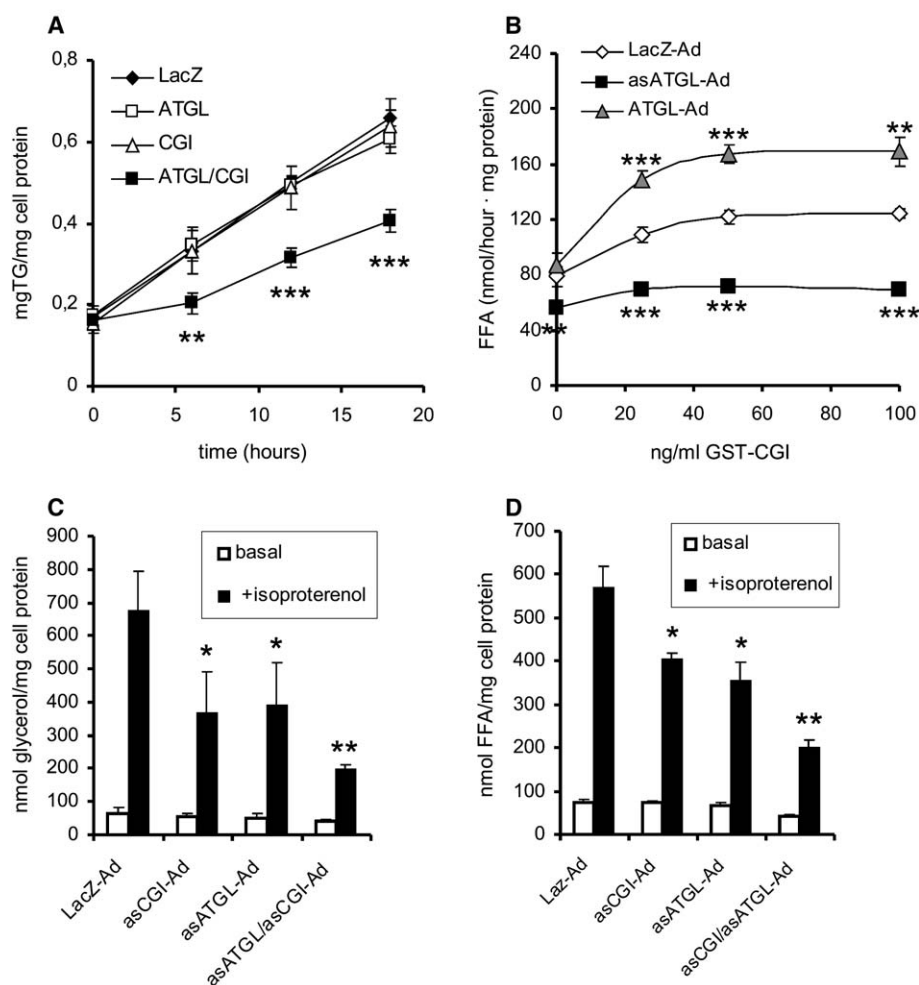 A
0,8
0,6
0,4
0,2
0
mgTG/mg cell protein
LacZ
ATGL
CGI
ATGL/CGI
**
***
***
0 5 10 15 20
time (hours)
B
240
200
160
120
80
40
0
FFA (nmol/hour · mg protein)
LacZ-Ad
asATGL-Ad
ATGL-Ad
***
***
**
**
***
***
***
0 20 40 60 80 100
ng/ml GST-CGI
C
900
800
700
600
500
400
300
200
100
0
nmol glycerol/mg cell protein
basal
+isoproterenol
*
*
**
LacZ-Ad
asCGI-Ad
asATGL-Ad
asATGL/asCGI-Ad
D
700
600
500
400
300
200
100
0
nmol FFA/mg cell protein
basal
+isoproterenol
*
*
**
Laz-Ad
asCGI-Ad
asATGL-Ad
asCGI/asATGL-Ad